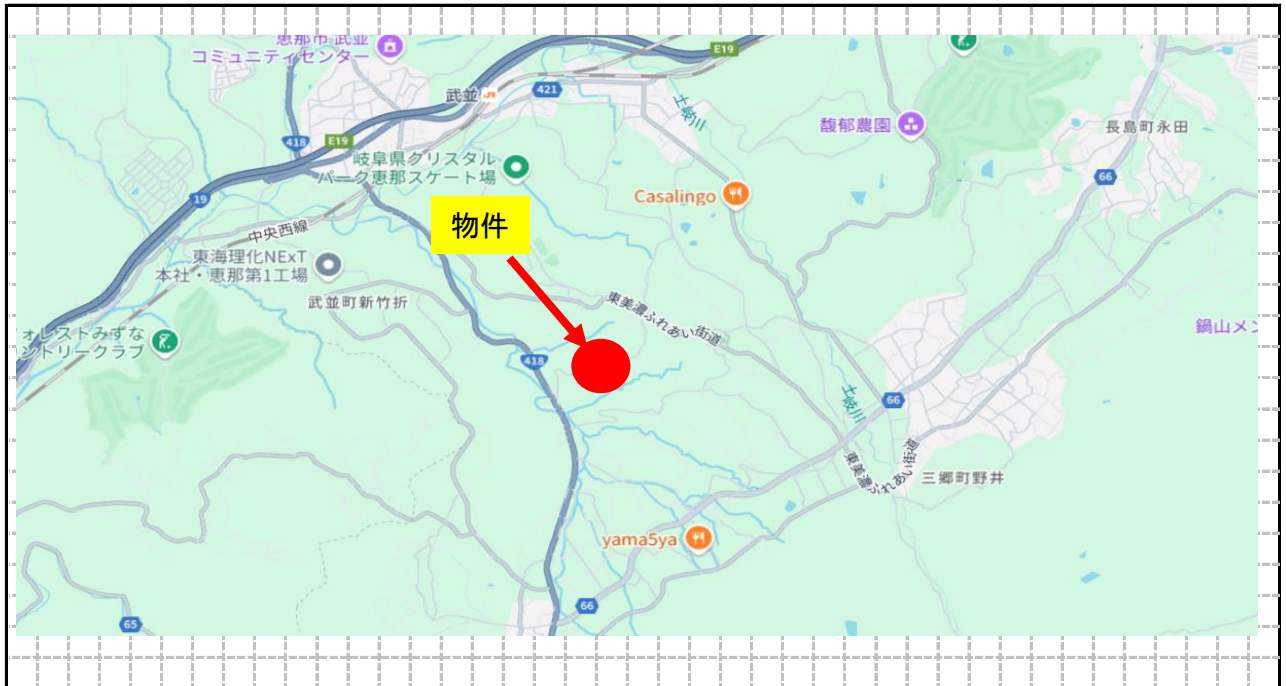 恵那市 武並
コミュニティセンター
E19
武並
JR
421
土岐川
馥郁農園
長島町永田
418
E19
66
岐阜県クリスタル
パーク恵那スケート場
Casalingo
19
物件
中央西線
東海理化NExT
本社・恵那第1工場
武並町新竹折
東美濃ふれあい街道
鍋山メン
ォレストみずな
ントリークラブ
418
土岐川
66
東美濃ふれあい街道
三郷町野井
yama5ya
66
65